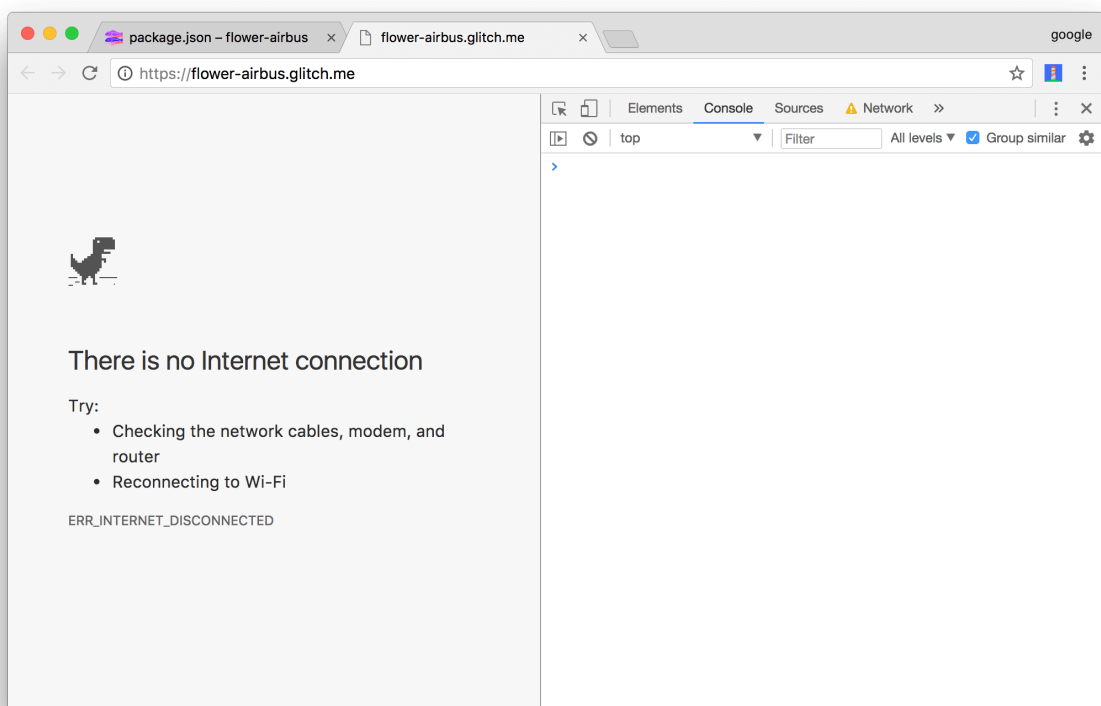 package.json – flower-airbus
flower-airbus.glitch.me
google
https://flower-airbus.glitch.me
Elements Console Sources Network
top Filter All levels Group similar
There is no Internet connection
Try:
• Checking the network cables, modem, and
router
• Reconnecting to Wi-Fi
ERR_INTERNET_DISCONNECTED